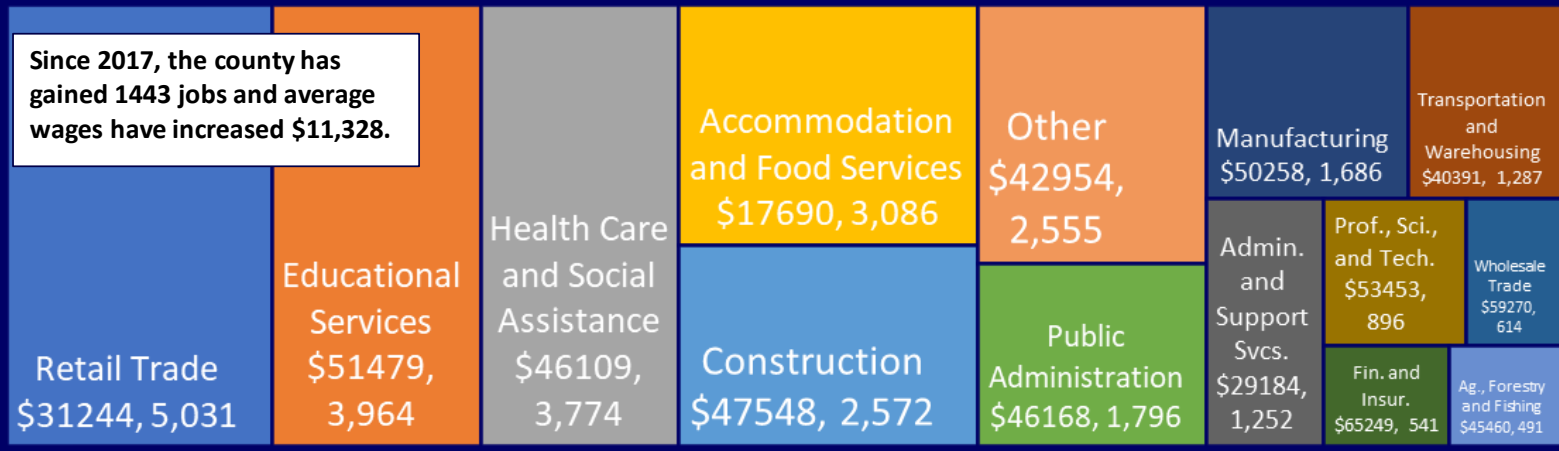 Since 2017, the county has
gained 1443 jobs and average
wages have increased $11,328.
Retail Trade
$31244, 5,031
Educational
Services
$51479,
3,964
Health Care
and Social
Assistance
$46109,
3,774
Accommodation
and Food Services
$17690, 3,086
Construction
$47548, 2,572
Other
$42954,
2,555
Public
Administration
$46168, 1,796
Manufacturing
$50258, 1,686
Transportation
and
Warehousing
$40391, 1,287
Admin.
and
Support
Svcs.
$29184,
1,252
Prof., Sci.,
and Tech.
$53453,
896
Wholesale
Trade
$59270,
614
Fin. and
Insur.
$65249, 541
Ag., Forestry
and Fishing
$45460, 491